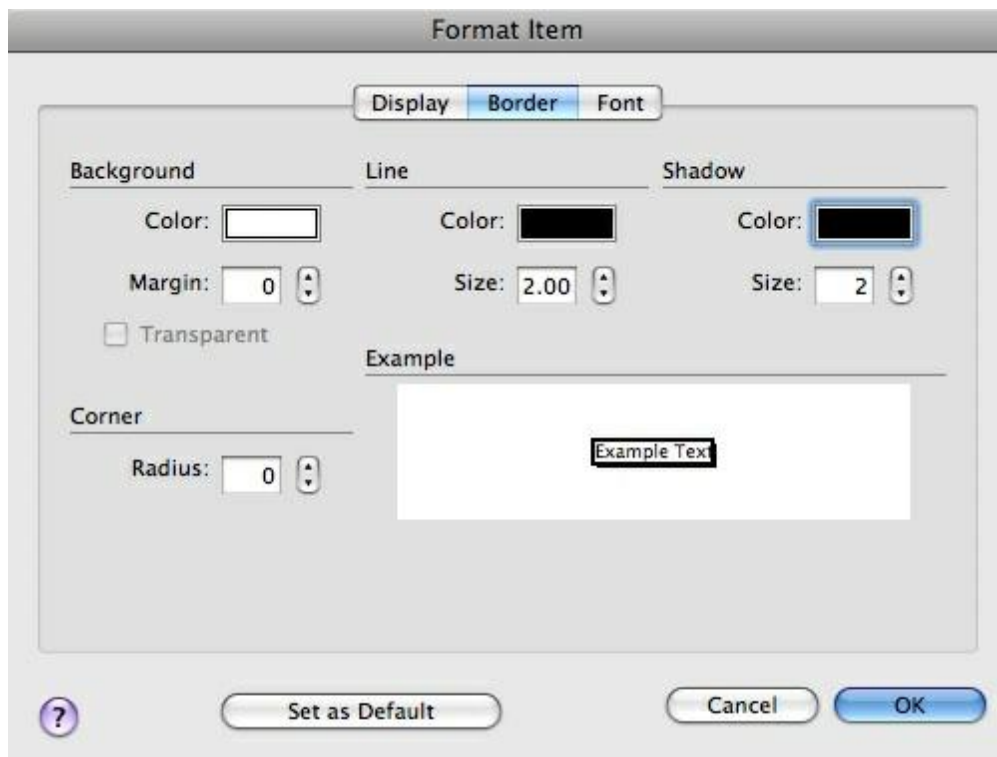 Format Item
Display Border Font
Background Line Shadow
Color: Color: Color:
Margin: 0 Size: 2.00 Size: 2
Transparent
Example
Corner
Example Text
Radius: 0
? Set as Default Cancel OK